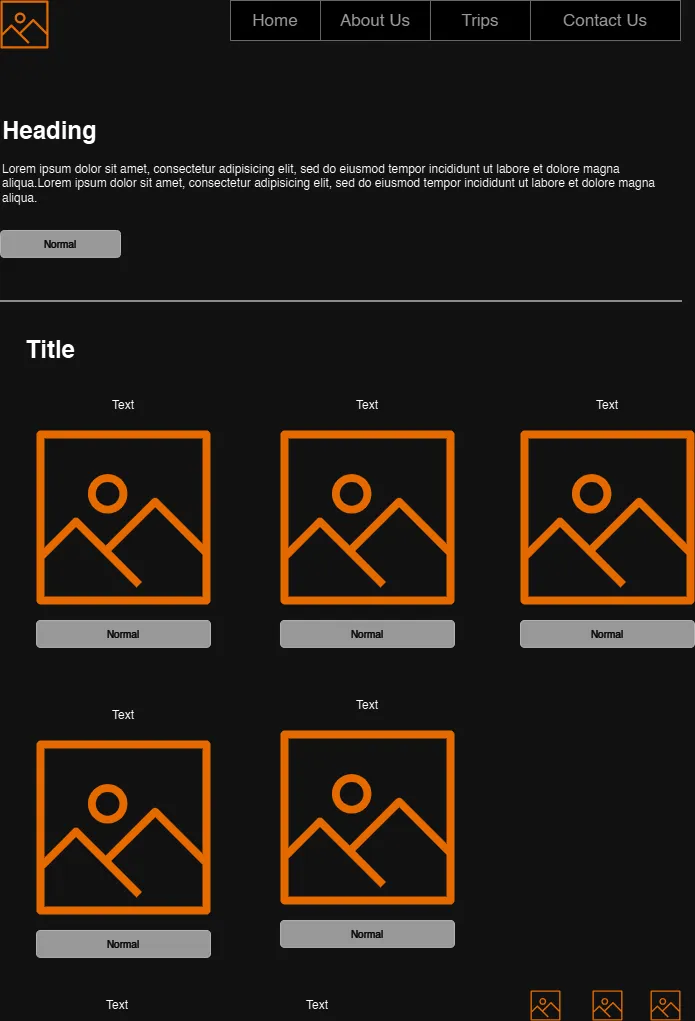 Home About Us Trips Contact Us
Heading
Lorem ipsum dolor sit amet, consectetur adipisicing elit, sed do eiusmod tempor incididunt ut labore et dolore magna
aliqua.Lorem ipsum dolor sit amet, consectetur adipisicing elit, sed do eiusmod tempor incididunt ut labore et dolore magna
aliqua.
Normal
Title
Text Text Text
Normal Normal Normal
Text
Text
Normal
Normal
Text Text